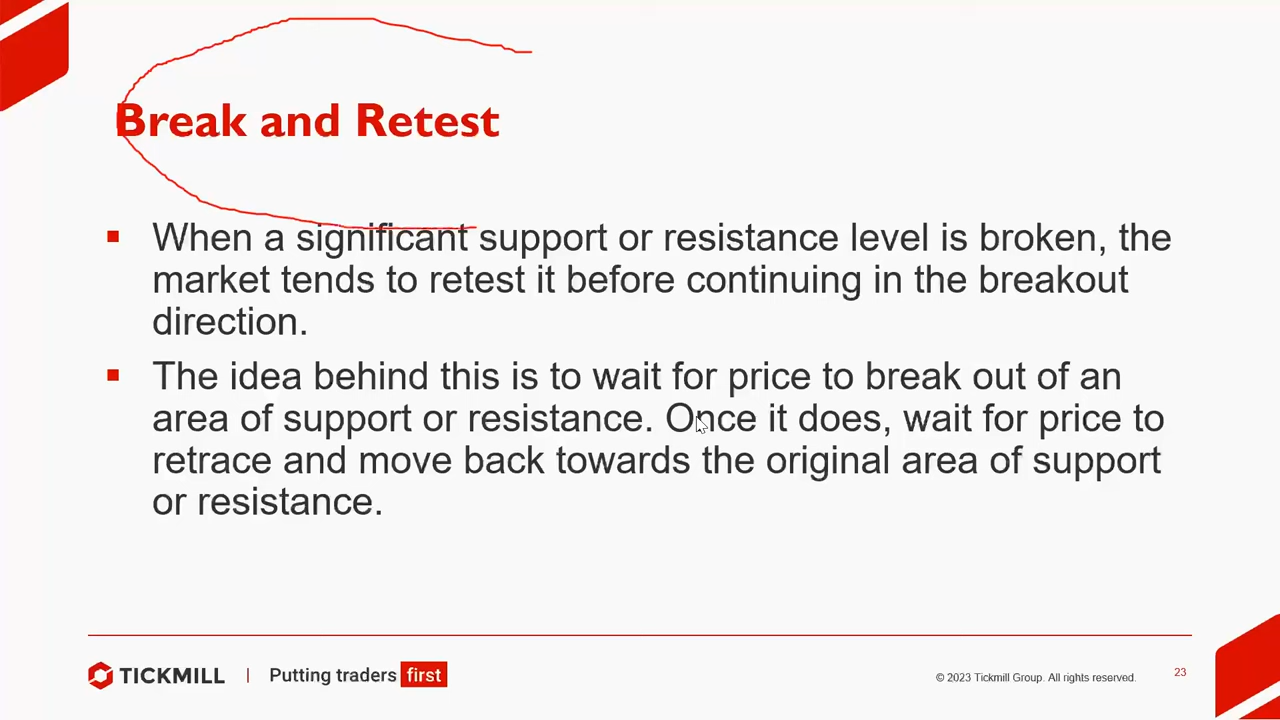 Break and Retest
When a significant support or resistance level is broken, the
market tends to retest it before continuing in the breakout
direction.
The idea behind this is to wait for price to break out of an
area of support or resistance. Once it does, wait for price to
retrace and move back towards the original area of support
or resistance.
TICKMILL | Putting traders first
© 2023 Tickmill Group. All rights reserved.
23